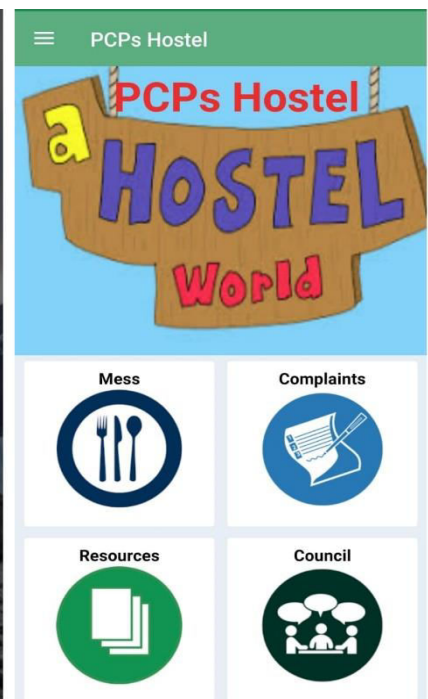 PCPs Hostel
PCPs Hostel
a
HOSTEL
World
Mess
Complaints
Resources
Council